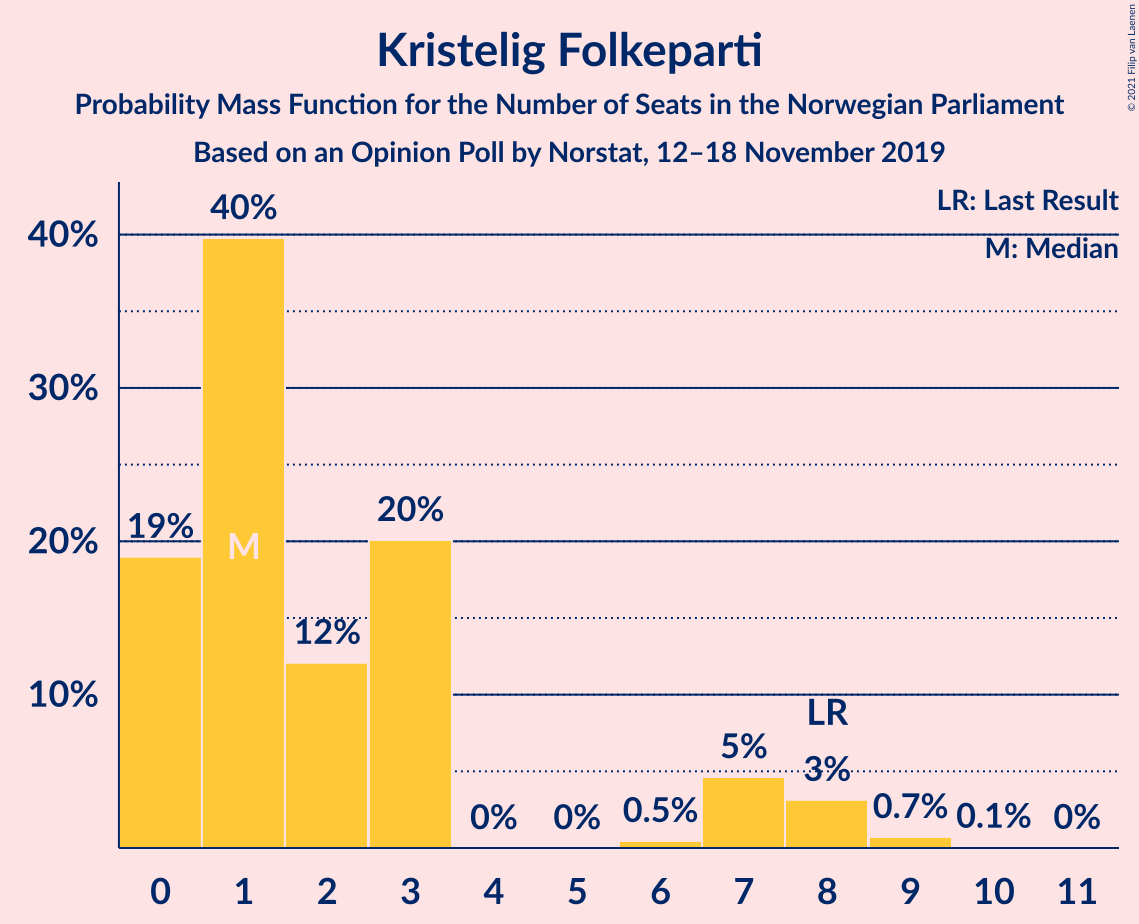 Kristelig Folkeparti
Probability Mass Function for the Number of Seats in the Norwegian Parliament
Based on an Opinion Poll by Norstat, 12–18 November 2019
© 2021 Filip van Laenen
LR: Last Result
M: Median
40%
30%
20%
10%
19%
40%
M
12%
20%
0%
0%
0.5%
5%
LR
3%
0.7%
0.1%
0%
0 1 2 3 4 5 6 7 8 9 10 11